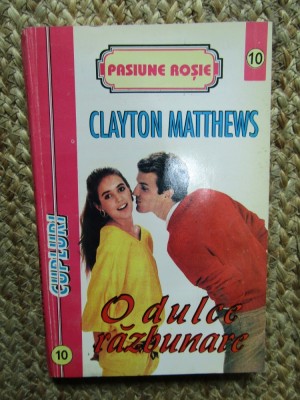 PASIUNE ROȘIE
10
CLAYTON MATTHEWS
CUPLURI
O dulce
răzbunare
10